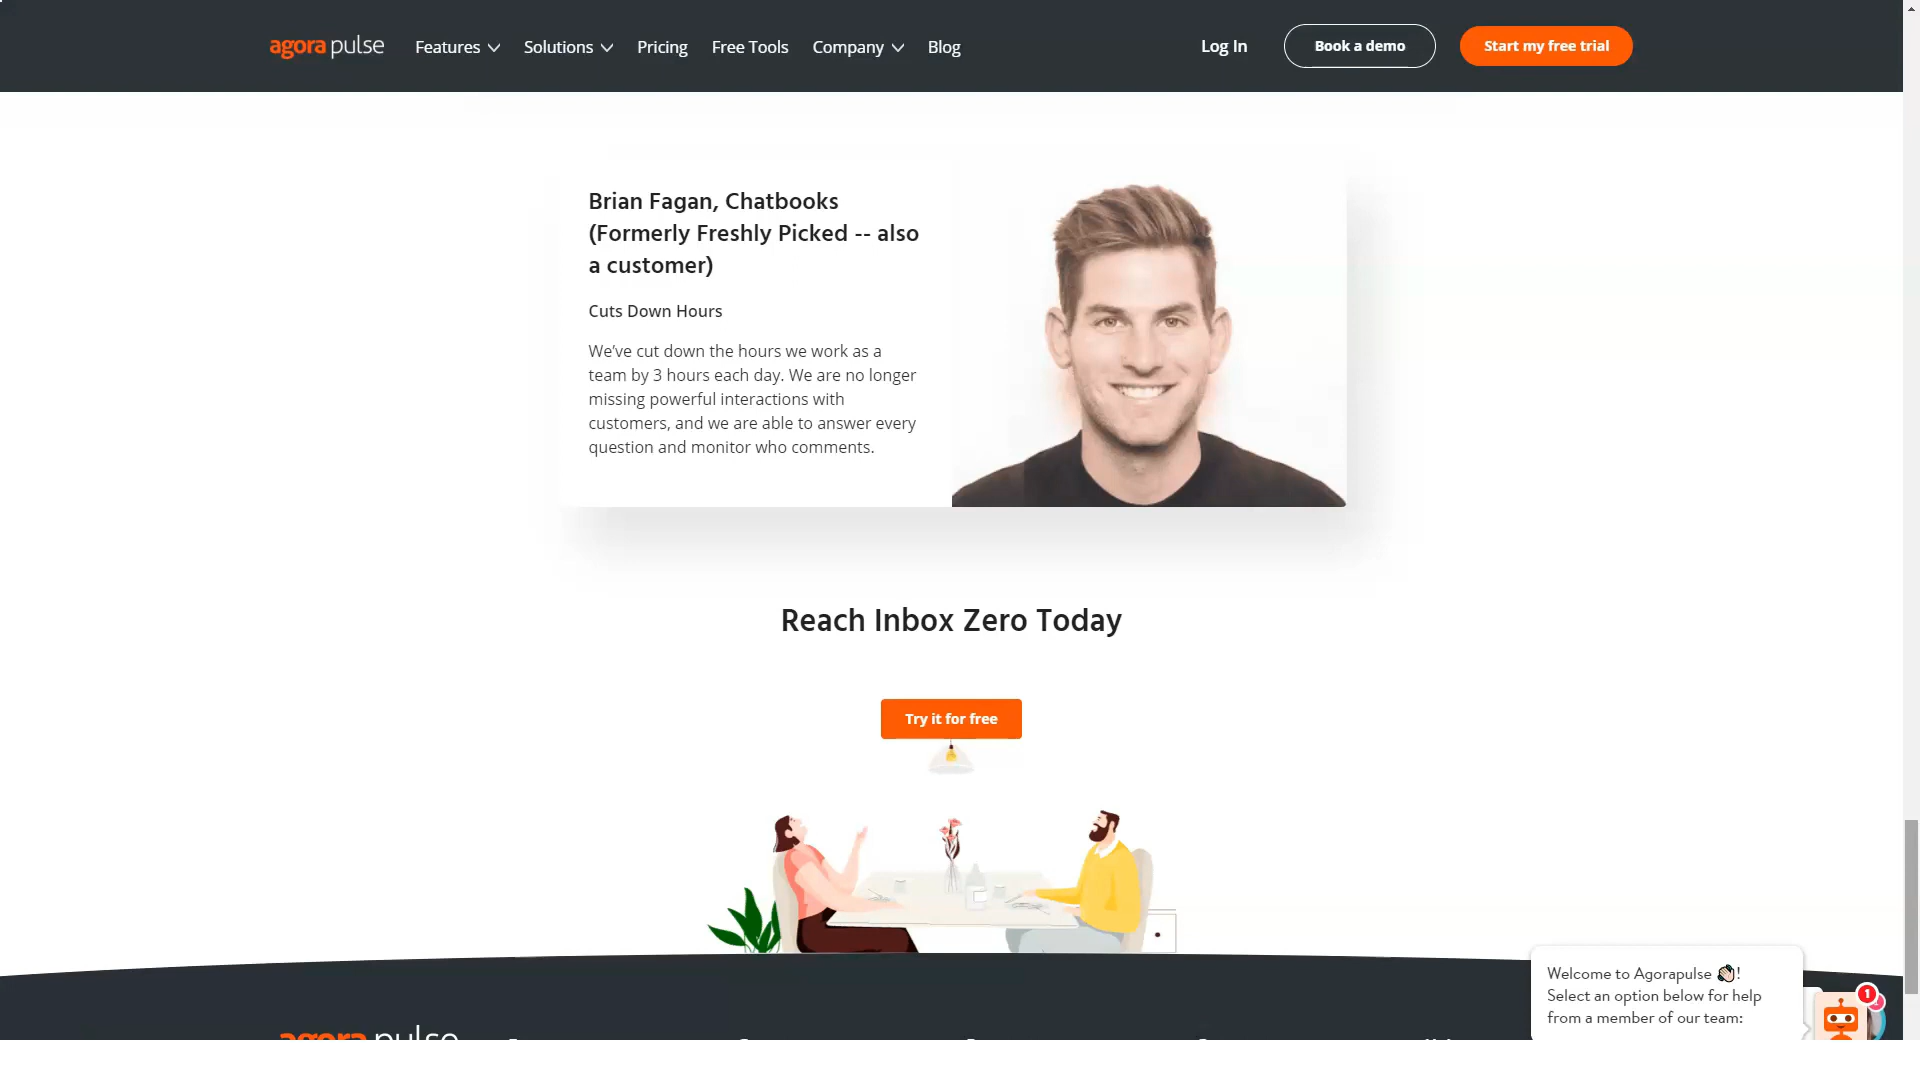 agorapulse
Features
Solutions
Pricing
Free Tools
Company
Blog
Log In
Book a demo
Start my free trial
Brian Fagan, Chatbooks
(Formerly Freshly Picked -- also
a customer)
Cuts Down Hours
We’ve cut down the hours we work as a
team by 3 hours each day. We are no longer
missing powerful interactions with
customers, and we are able to answer every
question and monitor who comments.
Reach Inbox Zero Today
Try it for free
Welcome to Agorapulse 👋🏻!
Select an option below for help
from a member of our team:
1
agorapulse